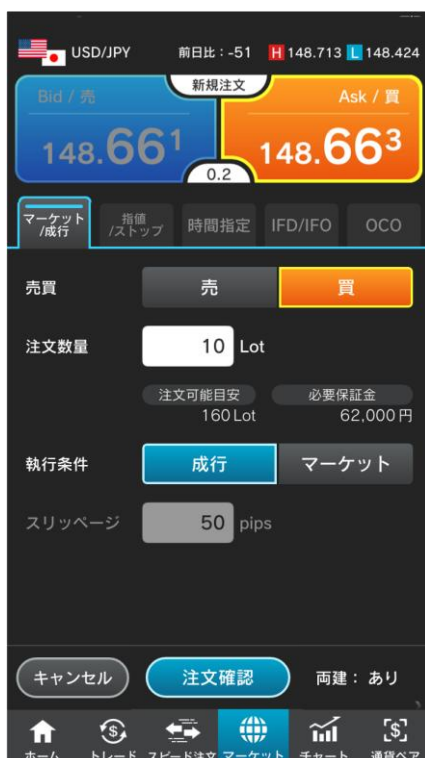 USD/JPY 前日比：-51 H 148.713 L 148.424
新規注文
Bid / 売 Ask / 買
148.661 148.663
0.2
マーケット/成行 指値/ストップ 時間指定 IFD/IFO OCO
売買 売 買
注文数量 10 Lot
注文可能目安 必要保証金
160 Lot 62,000 円
執行条件 成行 マーケット
スリッページ 50 pips
キャンセル 注文確認 両建： あり
ホーム トレード スピード注文 マーケット チャート 通貨ペア